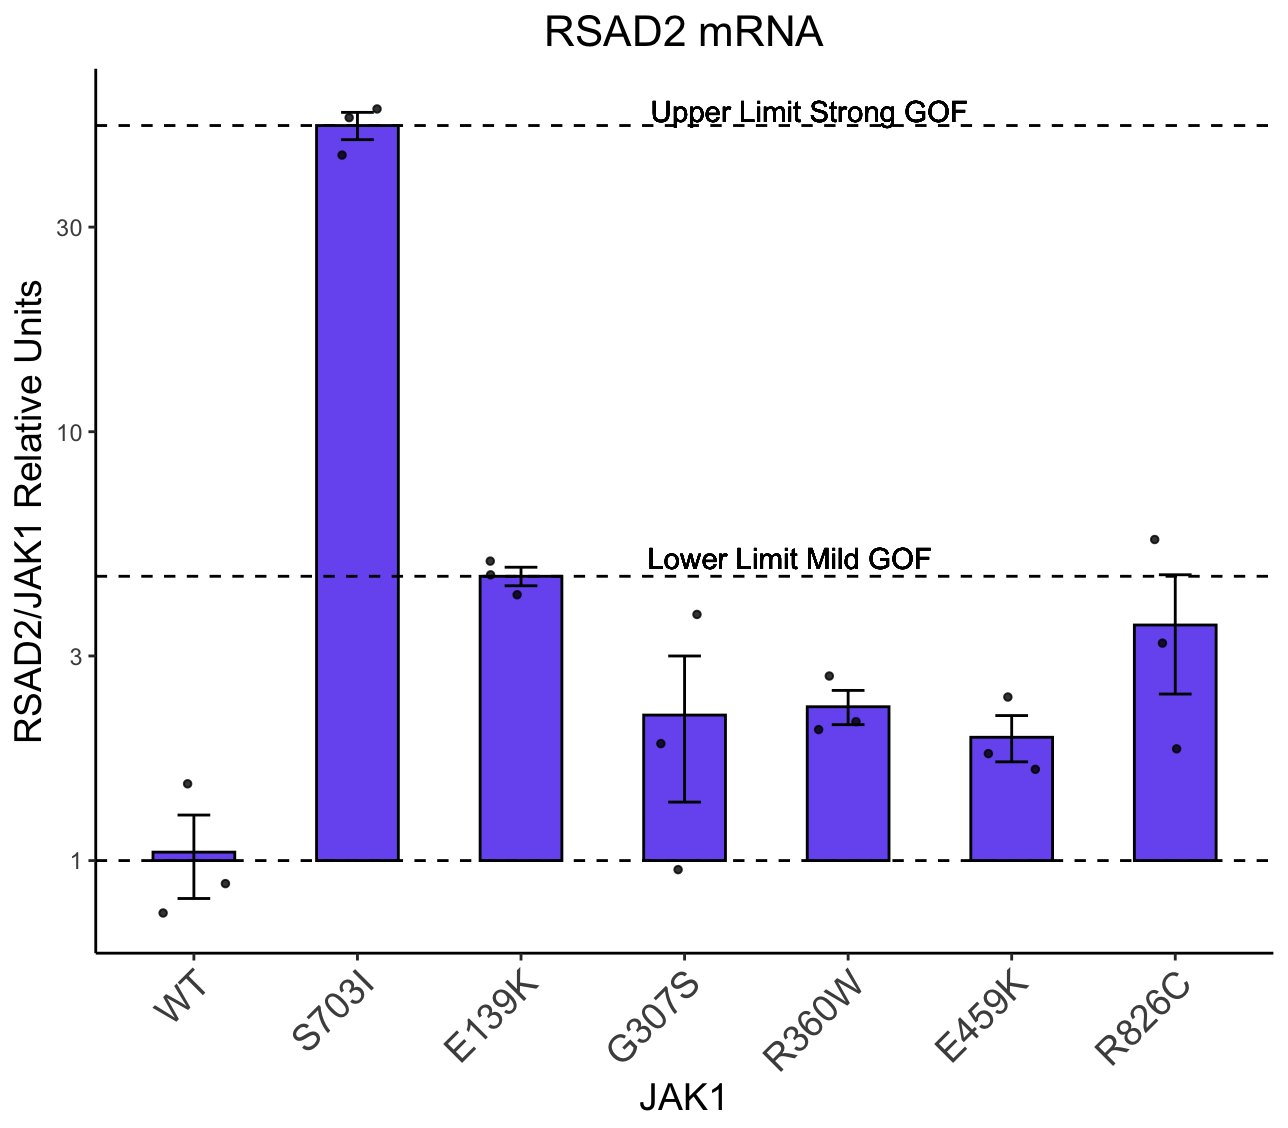 RSAD2 mRNA
Upper Limit Strong GOF
30
10
Lower Limit Mild GOF
3
1
RSAD2/JAK1 Relative Units
WT
S703I
E139K
G307S
R360W
E459K
R826C
JAK1